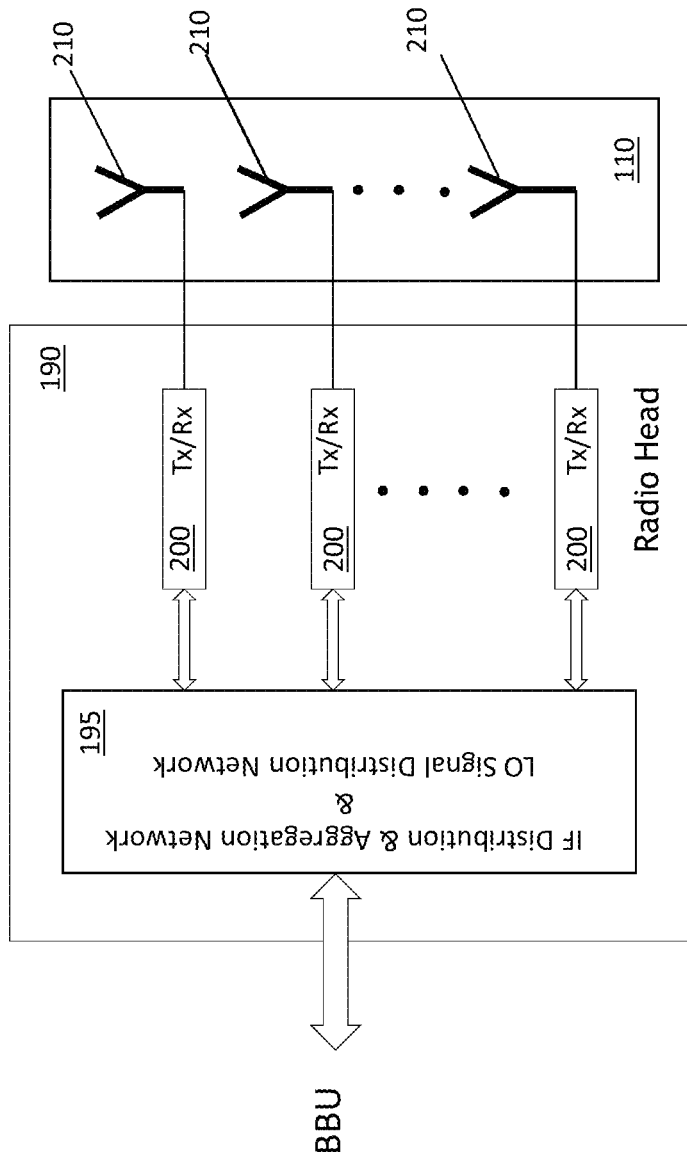 210
210
210
110
190
Tx/Rx
200
Tx/Rx
200
Tx/Rx
200
Radio Head
195
IF Distribution & Aggregation Network
&
LO Signal Distribution Network
BBU